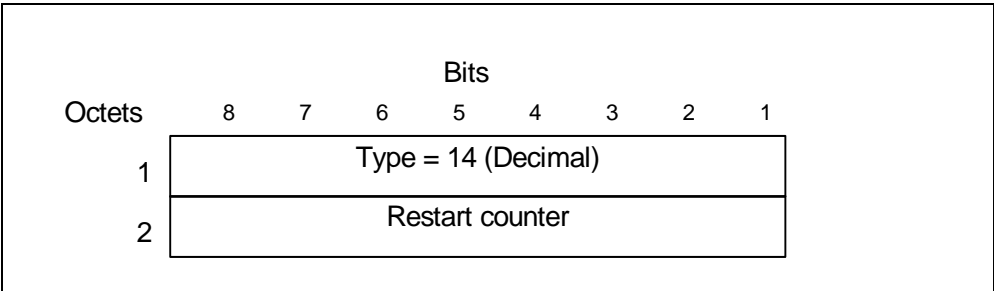 Bits
Octets 8 7 6 5 4 3 2 1
1 Type = 14 (Decimal)
2 Restart counter